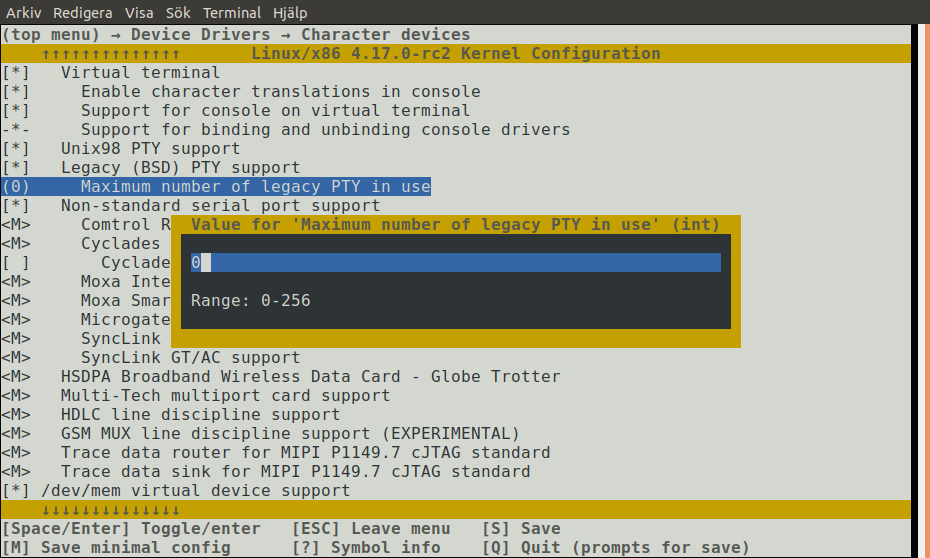 Arkiv Redigera Visa Sök Terminal Hjälp
(top menu) → Device Drivers → Character devices
↑↑↑↑↑↑↑↑↑↑↑↑↑↑ Linux/x86 4.17.0-rc2 Kernel Configuration
[*] Virtual terminal
[*] Enable character translations in console
[*] Support for console on virtual terminal
-*- Support for binding and unbinding console drivers
[*] Unix98 PTY support
[*] Legacy (BSD) PTY support
(0) Maximum number of legacy PTY in use
[*] Non-standard serial port support
<M> Comtrol R
Value for 'Maximum number of legacy PTY in use' (int)
<M> Cyclades
[ ] Cyclade
0
<M> Moxa Inte
<M> Moxa Smar
Range: 0-256
<M> Microgate
<M> SyncLink
<M> SyncLink GT/AC support
<M> HSDPA Broadband Wireless Data Card - Globe Trotter
<M> Multi-Tech multiport card support
<M> HDLC line discipline support
<M> GSM MUX line discipline support (EXPERIMENTAL)
<M> Trace data router for MIPI P1149.7 cJTAG standard
<M> Trace data sink for MIPI P1149.7 cJTAG standard
[*] /dev/mem virtual device support
↓↓↓↓↓↓↓↓↓↓↓↓↓↓
[Space/Enter] Toggle/enter [ESC] Leave menu [S] Save
[M] Save minimal config [?] Symbol info [Q] Quit (prompts for save)